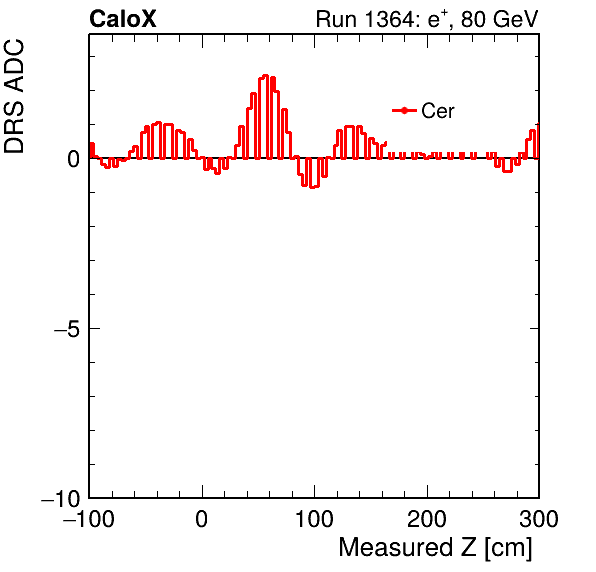 CaloX Run 1364: e⁺, 80 GeV
DRS ADC
Cer
0
−5
−10
−100 0 100 200 300
Measured Z [cm]